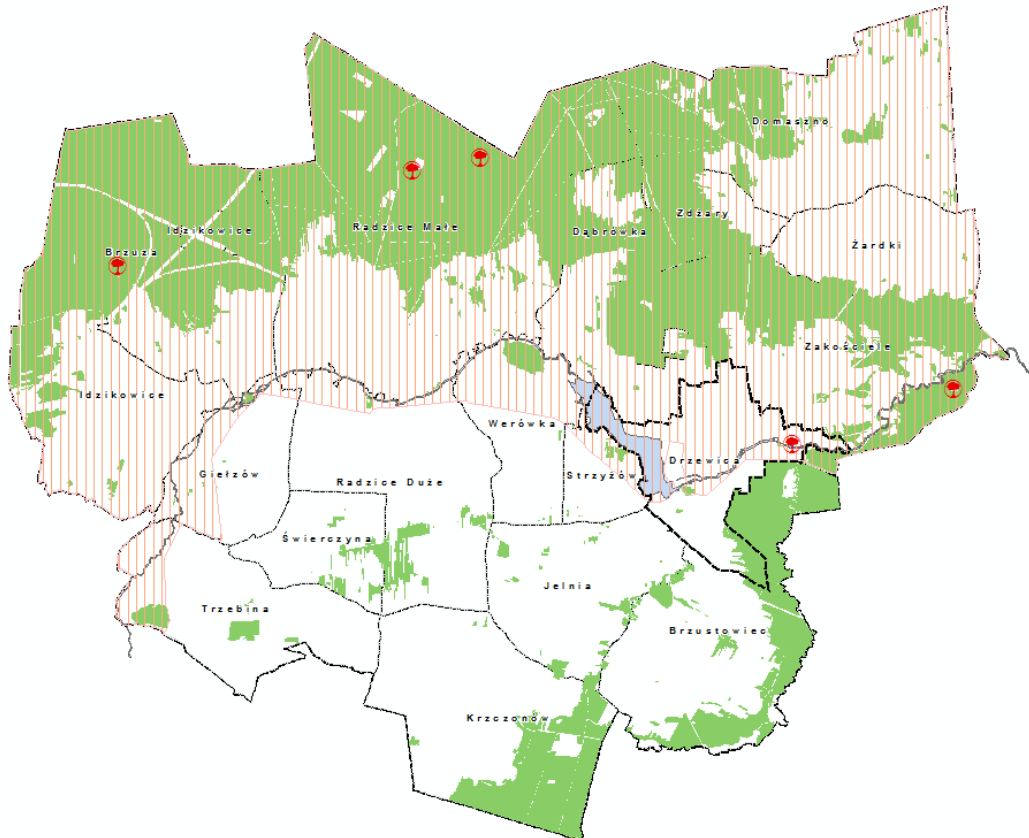 Domaszno
Zdżary
Idzikowice
Radzice Małe
Dąbrówka
Żardki
Brzuza
Zakościele
Idzikowice
Werówka
Drzewica
Giełzów
Strzyżów
Radzice Duże
Świerczyna
Jelnia
Trzebina
Brzustowiec
Krzczonów